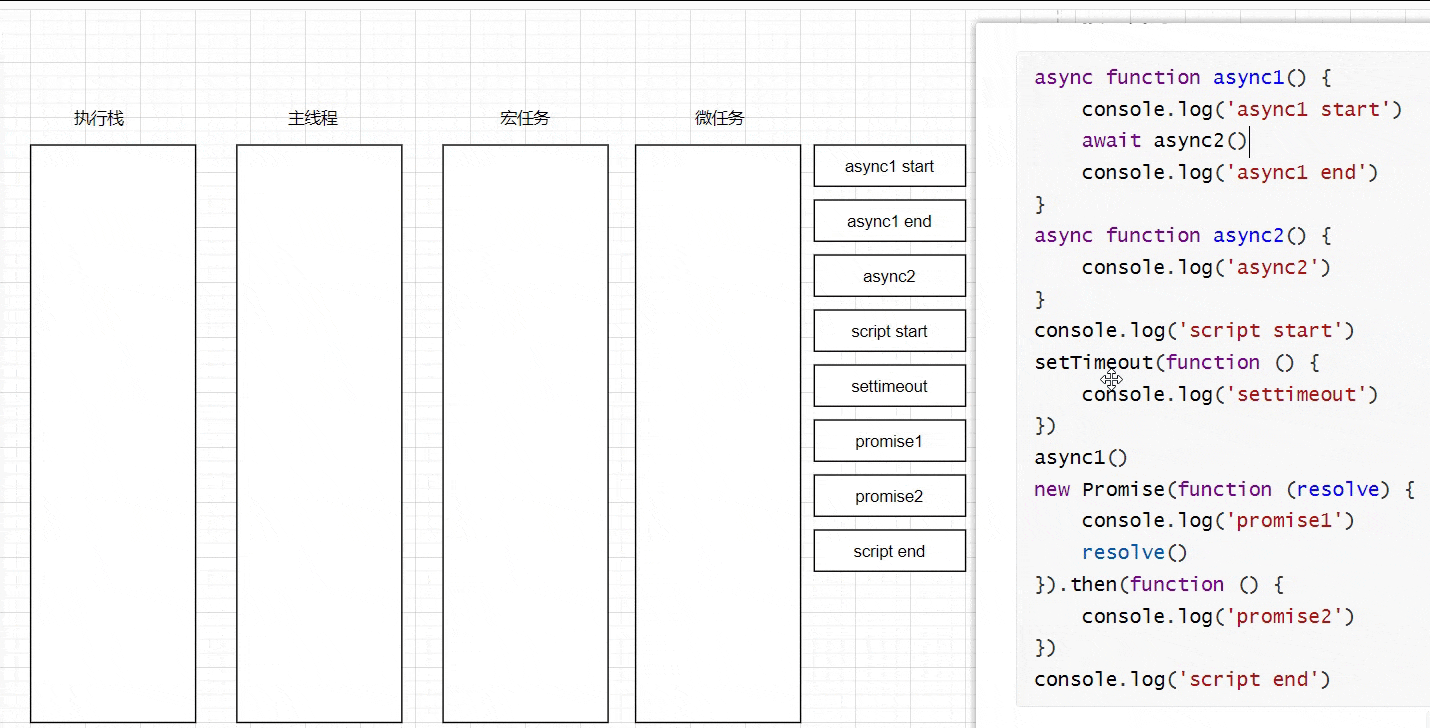 执行栈
主线程
宏任务
微任务
async1 start
async1 end
async2
script start
settimeout
promise1
promise2
script end
async function async1() {
    console.log('async1 start')
    await async2()
    console.log('async1 end')
}
async function async2() {
    console.log('async2')
}
console.log('script start')
setTimeout(function () {
    console.log('settimeout')
})
async1()
new Promise(function (resolve) {
    console.log('promise1')
    resolve()
}).then(function () {
    console.log('promise2')
})
console.log('script end')